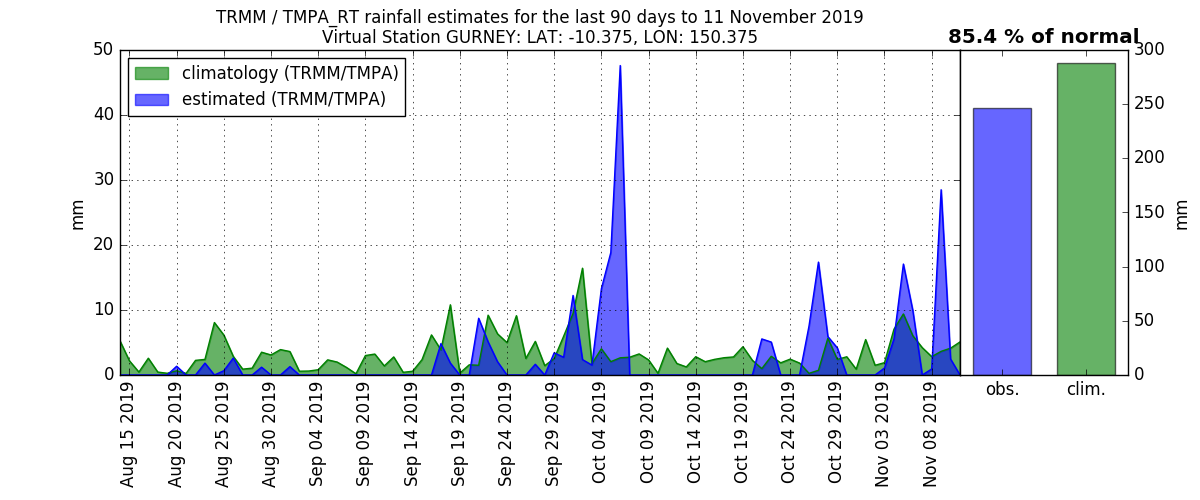 TRMM / TMPA_RT rainfall estimates for the last 90 days to 11 November 2019
Virtual Station GURNEY: LAT: -10.375, LON: 150.375
85.4 % of normal
climatology (TRMM/TMPA)
estimated (TRMM/TMPA)
50
40
30
20
10
0
mm
Aug 15 2019
Aug 20 2019
Aug 25 2019
Aug 30 2019
Sep 04 2019
Sep 09 2019
Sep 14 2019
Sep 19 2019
Sep 24 2019
Sep 29 2019
Oct 04 2019
Oct 09 2019
Oct 14 2019
Oct 19 2019
Oct 24 2019
Oct 29 2019
Nov 03 2019
Nov 08 2019
obs.
clim.
300
250
200
150
100
50
0
mm